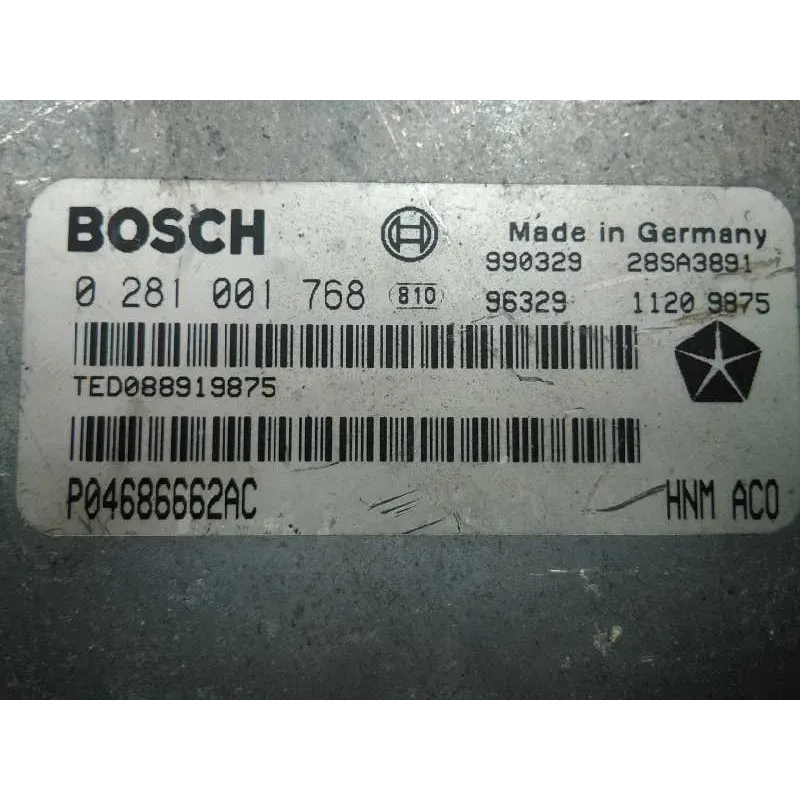 BOSCH Made in Germany
990329 28SA3891
0 281 001 768 810 96329 1120 9875
TED088919875
P04686662AC HNM AC0